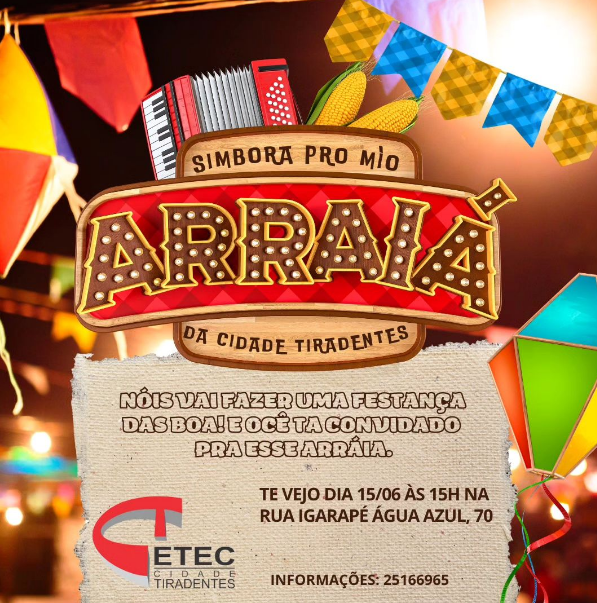 SIMBORA PRO MIO
ARRAIÁ
DA CIDADE TIRADENTES
NÓIS VAI FAZER UMA FESTANÇA
DAS BOA! E OCÊ TA CONVIDADO
PRA ESSE ARRÁIA.
TE VEJO DIA 15/06 ÀS 15H NA
RUA IGARAPÉ ÁGUA AZUL, 70
ETEC
CIDADE
TIRADENTES
INFORMAÇÕES: 25166965